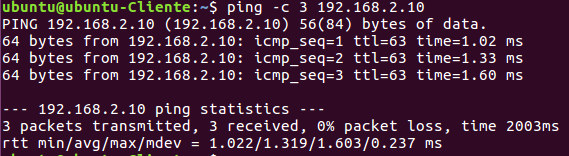 ubuntu@ubuntu-Cliente:~$ ping -c 3 192.168.2.10
PING 192.168.2.10 (192.168.2.10) 56(84) bytes of data.
64 bytes from 192.168.2.10: icmp_seq=1 ttl=63 time=1.02 ms
64 bytes from 192.168.2.10: icmp_seq=2 ttl=63 time=1.33 ms
64 bytes from 192.168.2.10: icmp_seq=3 ttl=63 time=1.60 ms
--- 192.168.2.10 ping statistics ---
3 packets transmitted, 3 received, 0% packet loss, time 2003ms
rtt min/avg/max/mdev = 1.022/1.319/1.603/0.237 ms